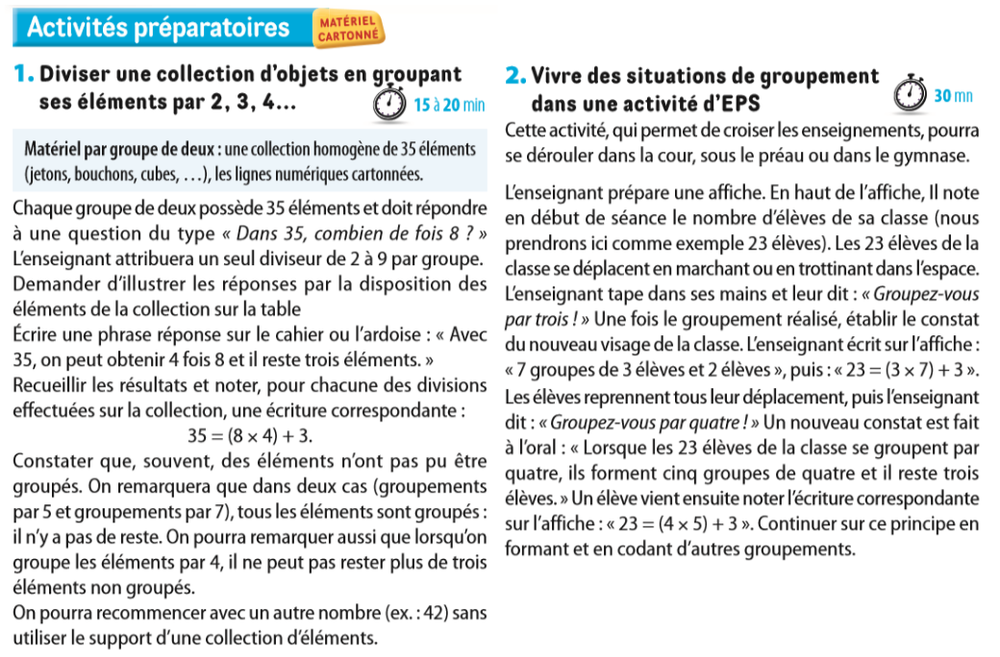 Activités préparatoires
MATÉRIEL
CARTONNÉ
1. Diviser une collection d'objets en groupant
ses éléments par 2, 3, 4...
15 à 20 min
Matériel par groupe de deux : une collection homogène de 35 éléments
(jetons, bouchons, cubes, …), les lignes numériques cartonnées.
Chaque groupe de deux possède 35 éléments et doit répondre
à une question du type « Dans 35, combien de fois 8 ? »
L'enseignant attribuera un seul diviseur de 2 à 9 par groupe.
Demander d'illustrer les réponses par la disposition des
éléments de la collection sur la table
Écrire une phrase réponse sur le cahier ou l'ardoise : « Avec
35, on peut obtenir 4 fois 8 et il reste trois éléments. »
Recueillir les résultats et noter, pour chacune des divisions
effectuées sur la collection, une écriture correspondante :
35 = (8 × 4) + 3.
Constater que, souvent, des éléments n'ont pas pu être
groupés. On remarquera que dans deux cas (groupements
par 5 et groupements par 7), tous les éléments sont groupés :
il n'y a pas de reste. On pourra remarquer aussi que lorsqu'on
groupe les éléments par 4, il ne peut pas rester plus de trois
éléments non groupés.
On pourra recommencer avec un autre nombre (ex. : 42) sans
utiliser le support d'une collection d'éléments.
2. Vivre des situations de groupement
dans une activité d'EPS
30 mn
Cette activité, qui permet de croiser les enseignements, pourra
se dérouler dans la cour, sous le préau ou dans le gymnase.
L'enseignant prépare une affiche. En haut de l'affiche, Il note
en début de séance le nombre d'élèves de sa classe (nous
prendrons ici comme exemple 23 élèves). Les 23 élèves de la
classe se déplacent en marchant ou en trottinant dans l'espace.
L'enseignant tape dans ses mains et leur dit : « Groupez-vous
par trois ! » Une fois le groupement réalisé, établir le constat
du nouveau visage de la classe. L'enseignant écrit sur l'affiche :
« 7 groupes de 3 élèves et 2 élèves », puis : « 23 = (3 × 7) + 3 ».
Les élèves reprennent tous leur déplacement, puis l'enseignant
dit : « Groupez-vous par quatre ! » Un nouveau constat est fait
à l'oral : « Lorsque les 23 élèves de la classe se groupent par
quatre, ils forment cinq groupes de quatre et il reste trois
élèves. » Un élève vient ensuite noter l'écriture correspondante
sur l'affiche : « 23 = (4 × 5) + 3 ». Continuer sur ce principe en
formant et en codant d'autres groupements.